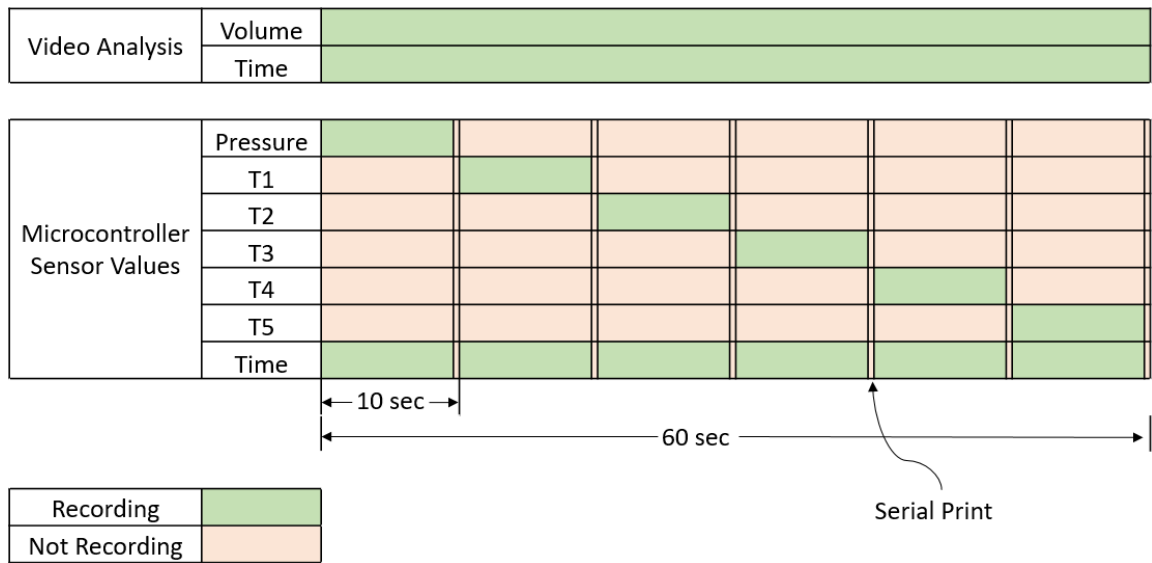 Video Analysis
Volume
Time
Microcontroller
Sensor Values
Pressure
T1
T2
T3
T4
T5
Time
10 sec
60 sec
Serial Print
Recording
Not Recording